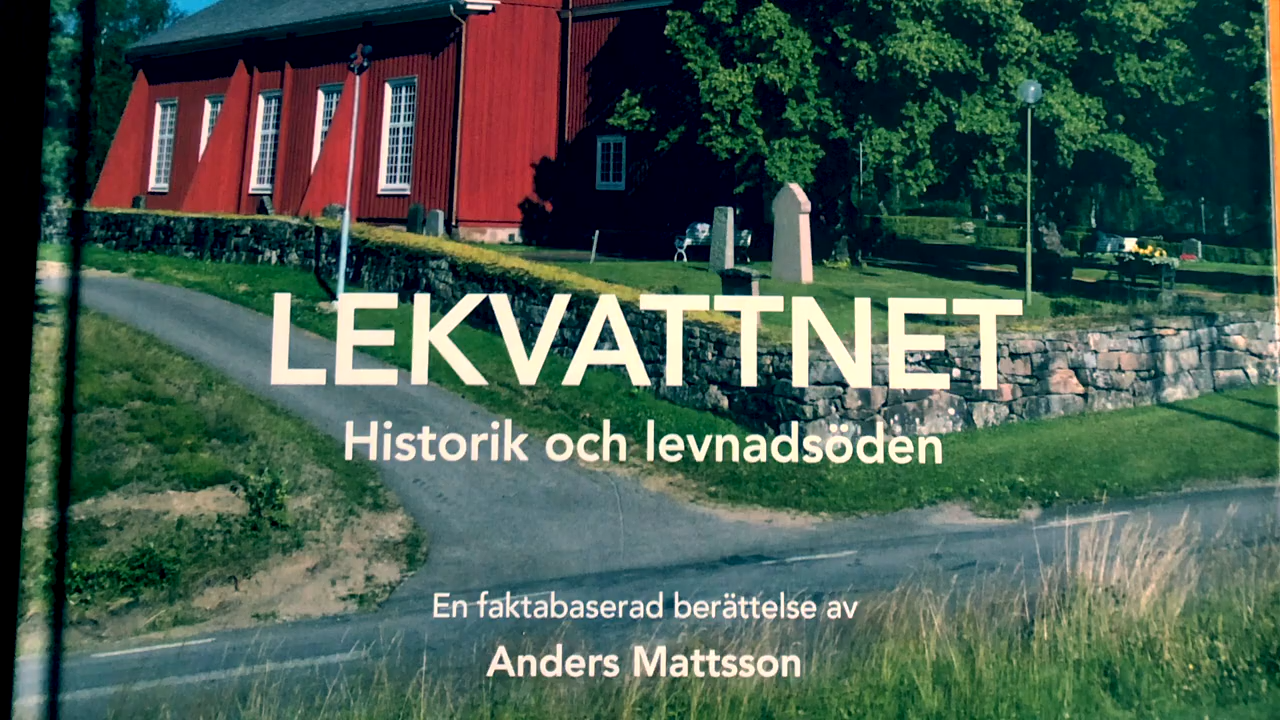 LEKVATTNET
Historik och levnadsöden
En faktabaserad berättelse av
Anders Mattsson